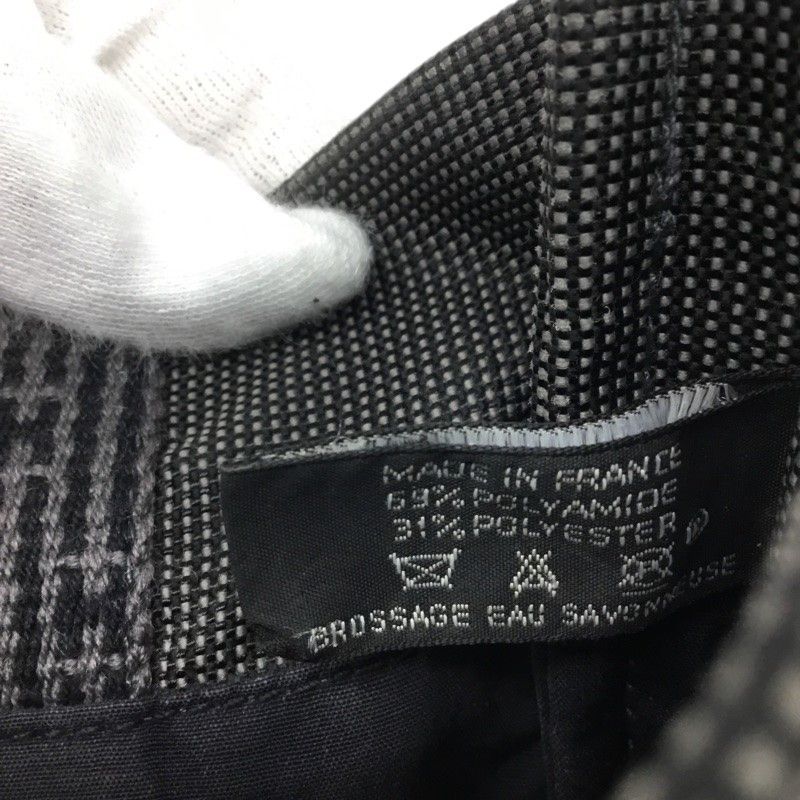 MADE IN FRANCE
69% POLYAMIDE
31% POLYESTER
BROSSAGE EAU SAVONNEUSE